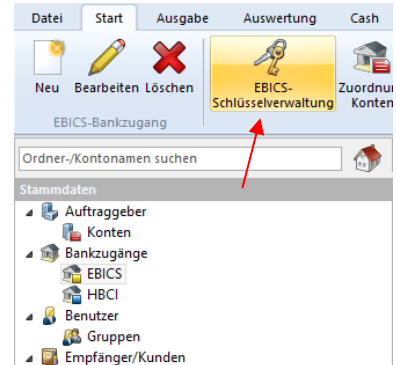 Datei Start Ausgabe Auswertung Cash
Neu Bearbeiten Löschen EBICS-Schlüsselverwaltung Zuordnu
Konten
EBICS-Bankzugang
Ordner-/Kontonamen suchen
Stammdaten
Auftraggeber
Konten
Bankzugänge
EBICS
HBCI
Benutzer
Gruppen
Empfänger/Kunden